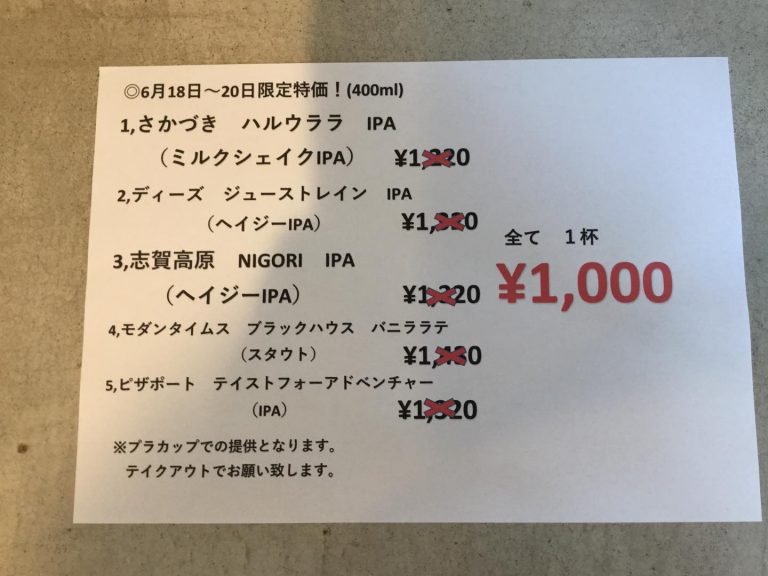 ◎6月18日～20日限定特価！(400ml)
1,さかづき　ハルウララ　IPA
（ミルクシェイクIPA）　¥1,220
2,ディーズ　ジューストレイン　IPA
（ヘイジーIPA）
全て　１杯
3,志賀高原　NIGORI　IPA
¥1,000
（ヘイジーIPA）　¥1,220
4,モダンタイムス　ブラックハウス　バニララテ
（スタウト）　¥1,430
5,ピザポート　テイストフォーアドベンチャー
（IPA）　¥1,320
※プラカップでの提供となります。
テイクアウトでお願い致します。